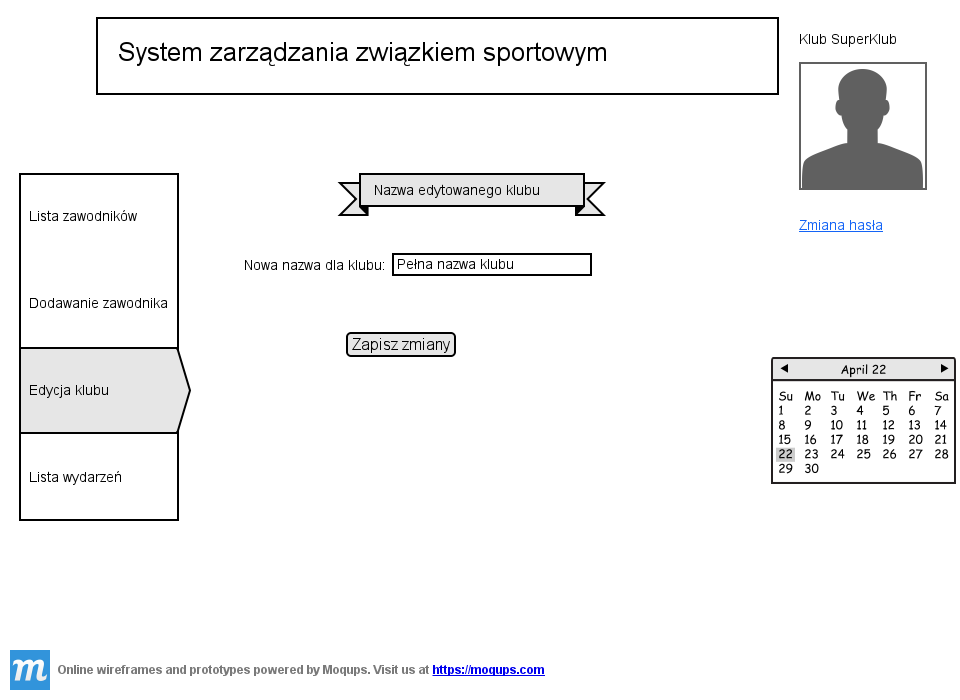 System zarządzania związkiem sportowym
Klub SuperKlub
Zmiana hasła
Lista zawodników
Dodawanie zawodnika
Edycja klubu
Lista wydarzeń
Nazwa edytowanego klubu
Nowa nazwa dla klubu: Pełna nazwa klubu
Zapisz zmiany
April 22
Su Mo Tu We Th Fr Sa
1 2 3 4 5 6 7
8 9 10 11 12 13 14
15 16 17 18 19 20 21
22 23 24 25 26 27 28
29 30
m Online wireframes and prototypes powered by Moqups. Visit us at https://moqups.com